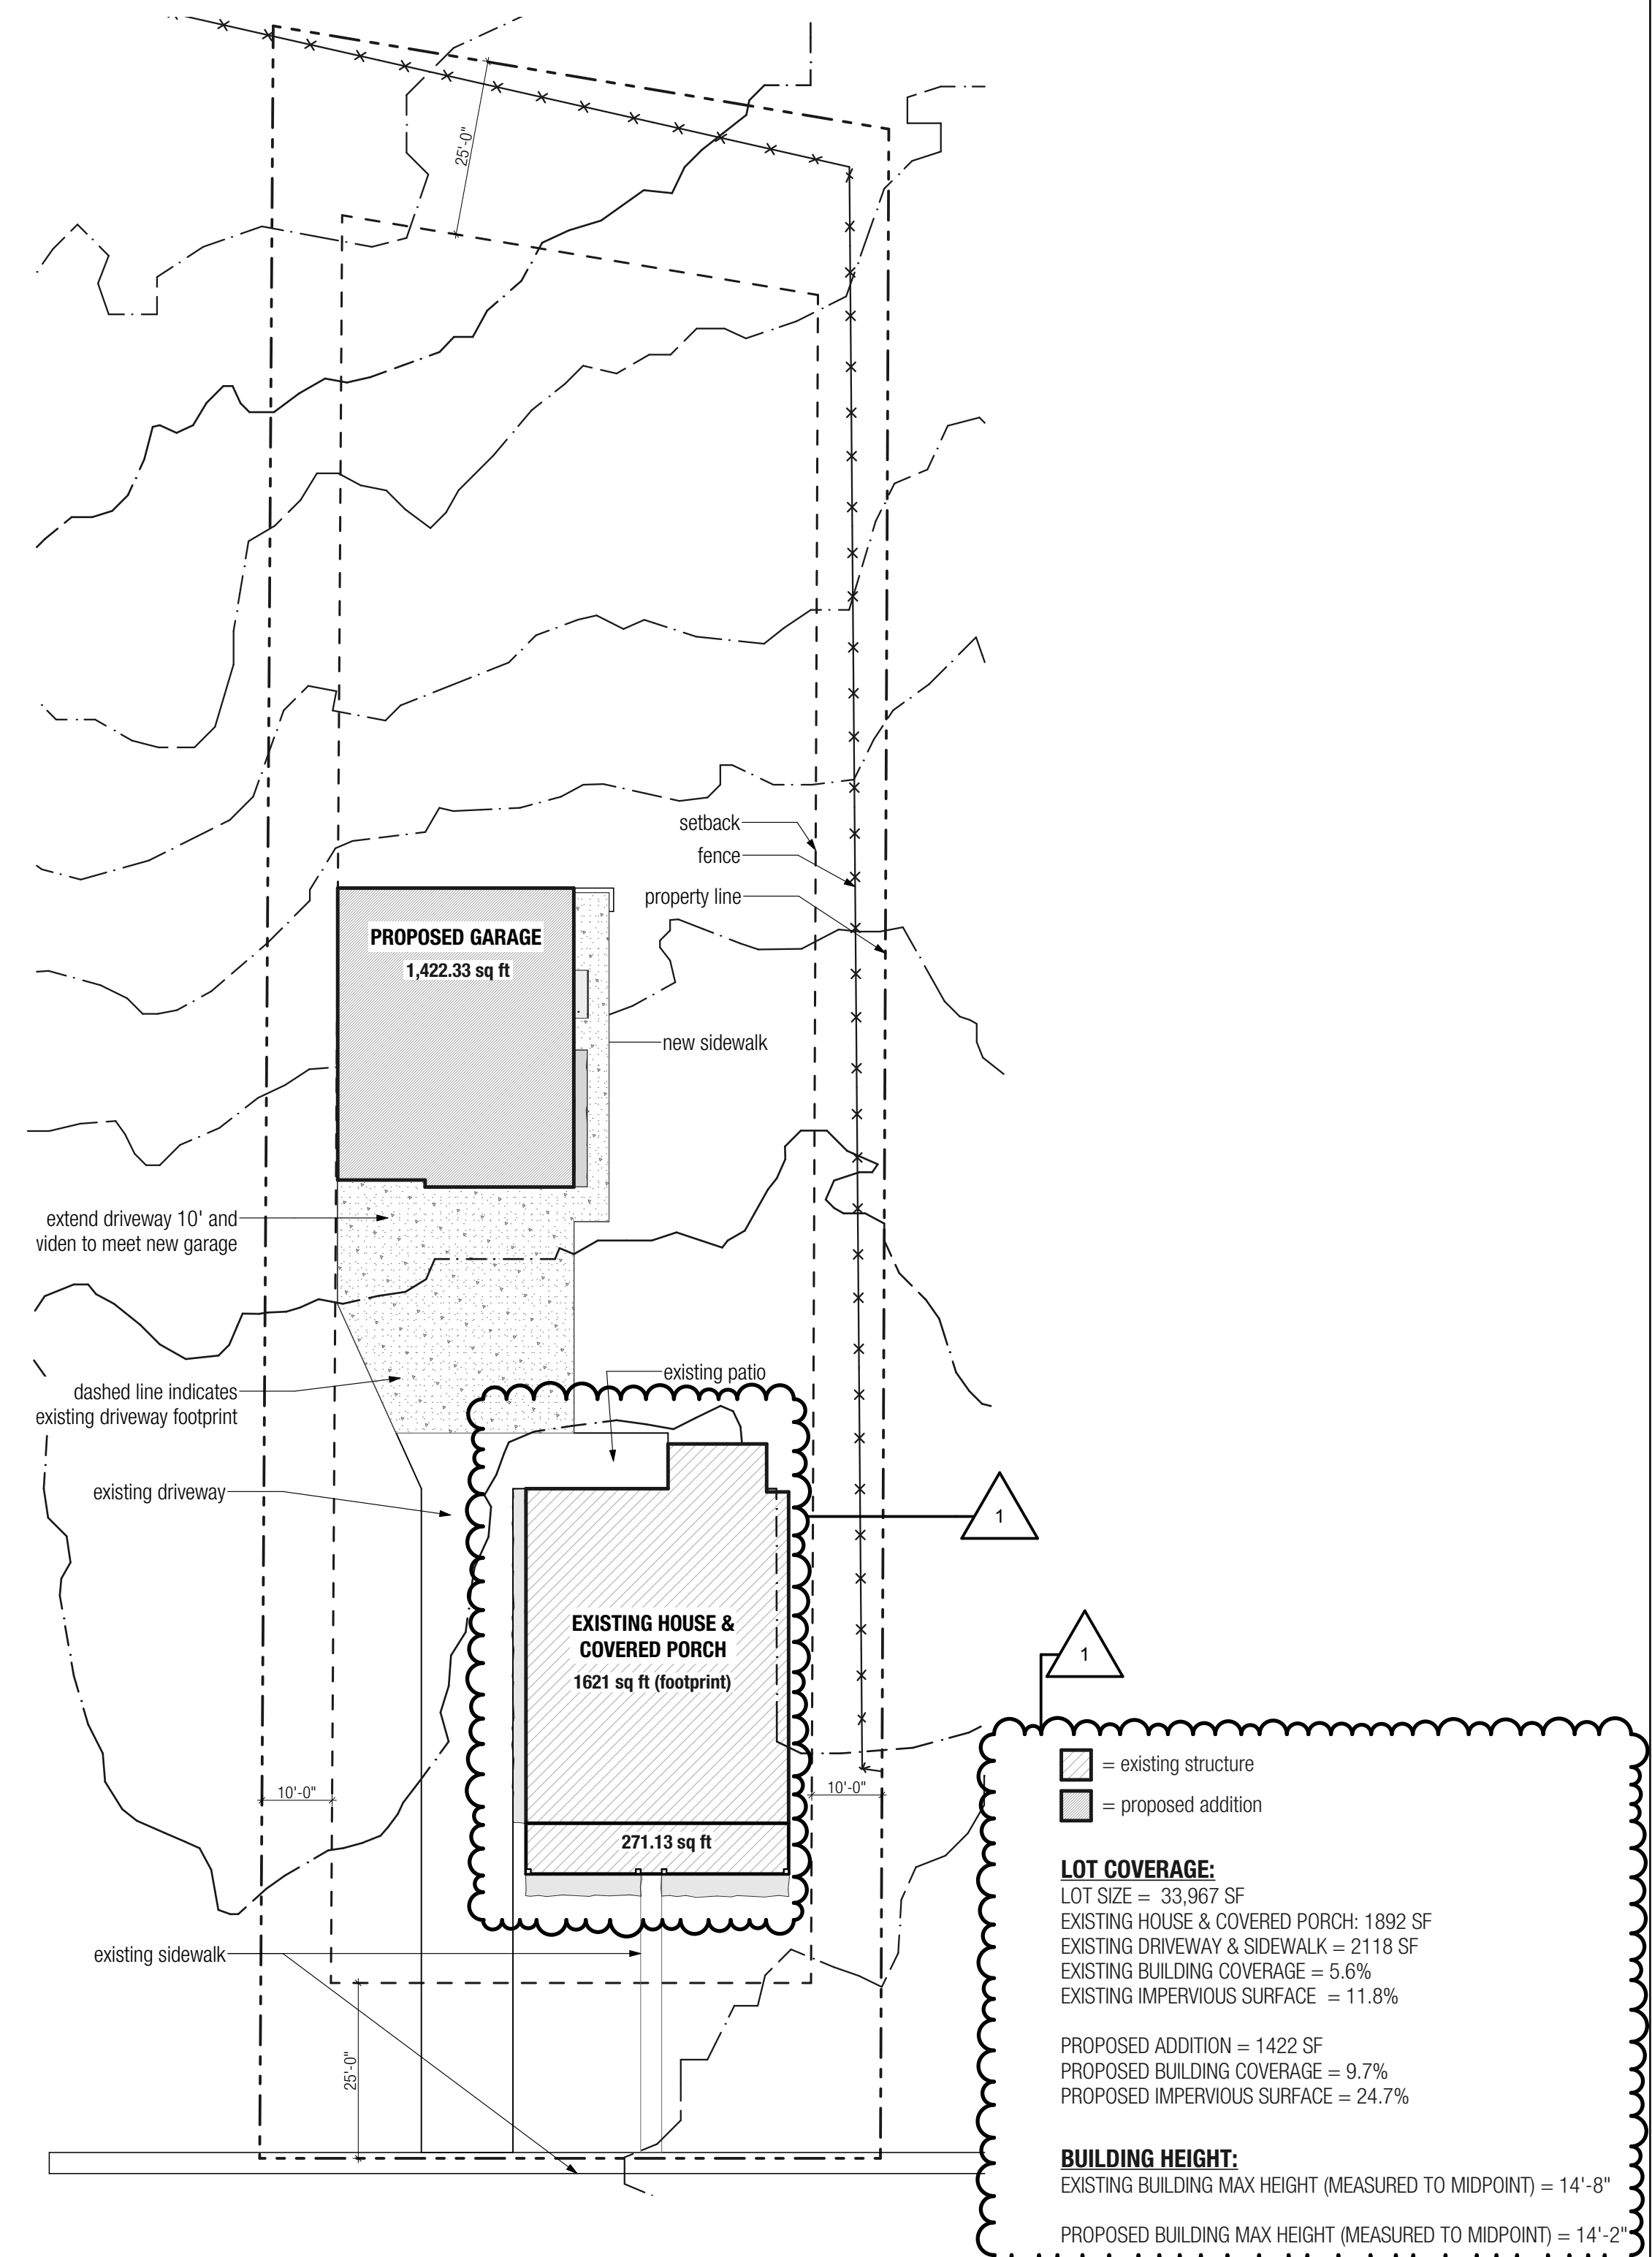 25'-0"
setback
fence
property line
PROPOSED GARAGE
1,422.33 sq ft
new sidewalk
extend driveway 10' and
viden to meet new garage
existing patio
dashed line indicates
existing driveway footprint
existing driveway
1
EXISTING HOUSE &
COVERED PORCH
1621 sq ft (footprint)
1
10'-0"
10'-0"
271.13 sq ft
existing sidewalk
25'-0"
= existing structure
= proposed addition
LOT COVERAGE:
LOT SIZE = 33,967 SF
EXISTING HOUSE & COVERED PORCH: 1892 SF
EXISTING DRIVEWAY & SIDEWALK = 2118 SF
EXISTING BUILDING COVERAGE = 5.6%
EXISTING IMPERVIOUS SURFACE = 11.8%
PROPOSED ADDITION = 1422 SF
PROPOSED BUILDING COVERAGE = 9.7%
PROPOSED IMPERVIOUS SURFACE = 24.7%
BUILDING HEIGHT:
EXISTING BUILDING MAX HEIGHT (MEASURED TO MIDPOINT) = 14'-8"
PROPOSED BUILDING MAX HEIGHT (MEASURED TO MIDPOINT) = 14'-2"